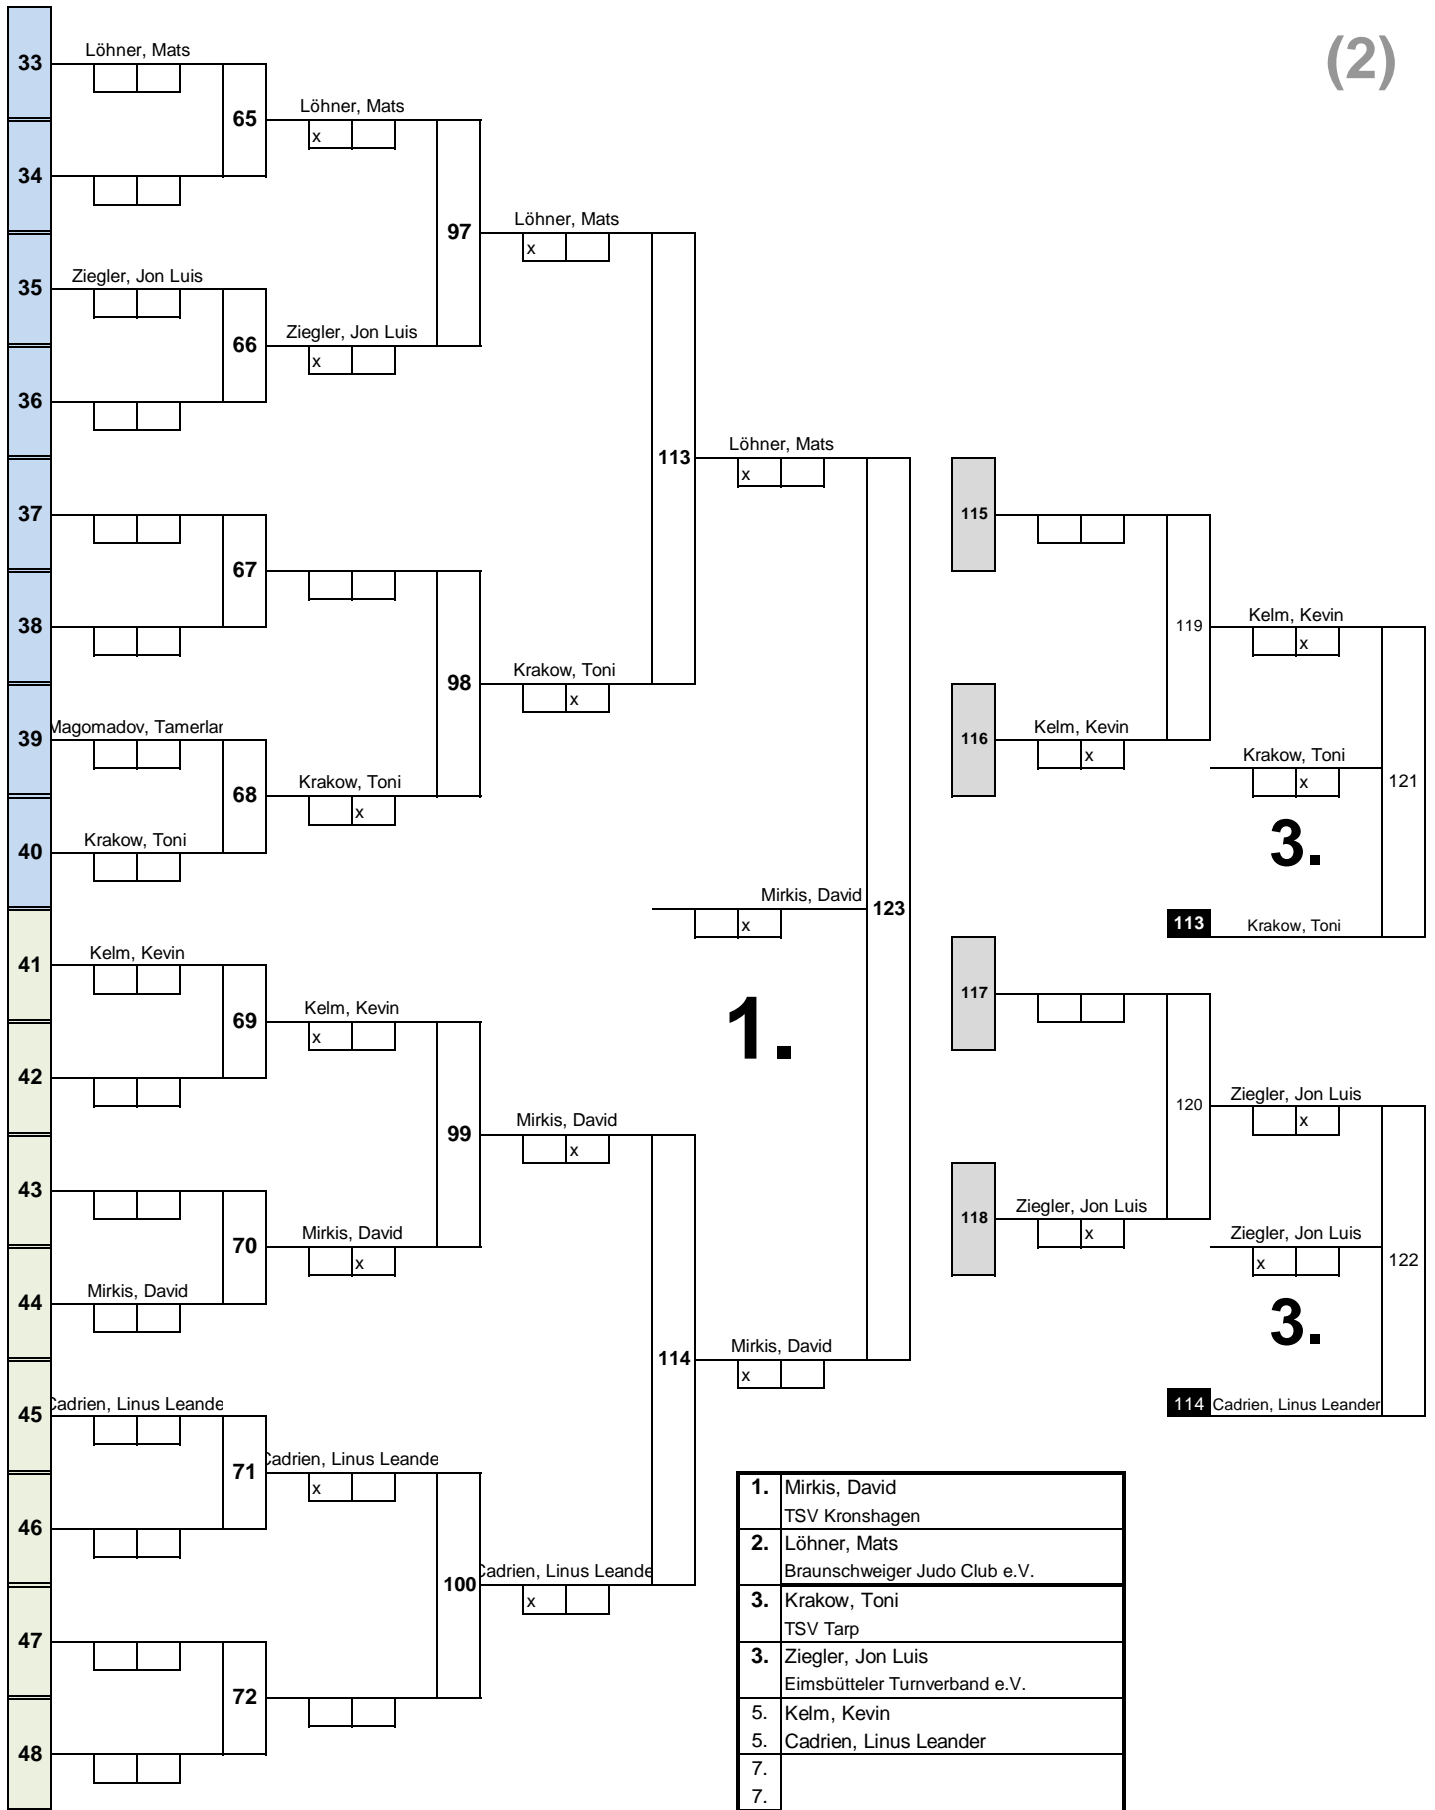 (2)
33
Löhner, Mats
65
Löhner, Mats
x
34
97
Löhner, Mats
x
35
Ziegler, Jon Luis
66
Ziegler, Jon Luis
x
36
113
Löhner, Mats
x
37
67
38
98
Krakow, Toni
x
39
Magomadov, Tamerlan
68
Krakow, Toni
x
40
Krakow, Toni
Mirkis, David
x
123
1.
41
Kelm, Kevin
69
Kelm, Kevin
x
42
99
Mirkis, David
x
43
70
Mirkis, David
x
44
Mirkis, David
114
Mirkis, David
x
45
Cadrien, Linus Leande
71
Cadrien, Linus Leande
x
46
100
Cadrien, Linus Leande
x
47
72
48
115
119
Kelm, Kevin
x
116
Kelm, Kevin
x
Krakow, Toni
x
121
3.
113
Krakow, Toni
117
120
Ziegler, Jon Luis
x
118
Ziegler, Jon Luis
x
Ziegler, Jon Luis
x
122
3.
114
Cadrien, Linus Leander
1. Mirkis, David
TSV Kronshagen
2. Löhner, Mats
Braunschweiger Judo Club e.V.
3. Krakow, Toni
TSV Tarp
3. Ziegler, Jon Luis
Eimsbütteler Turnverband e.V.
5. Kelm, Kevin
5. Cadrien, Linus Leander
7.
7.